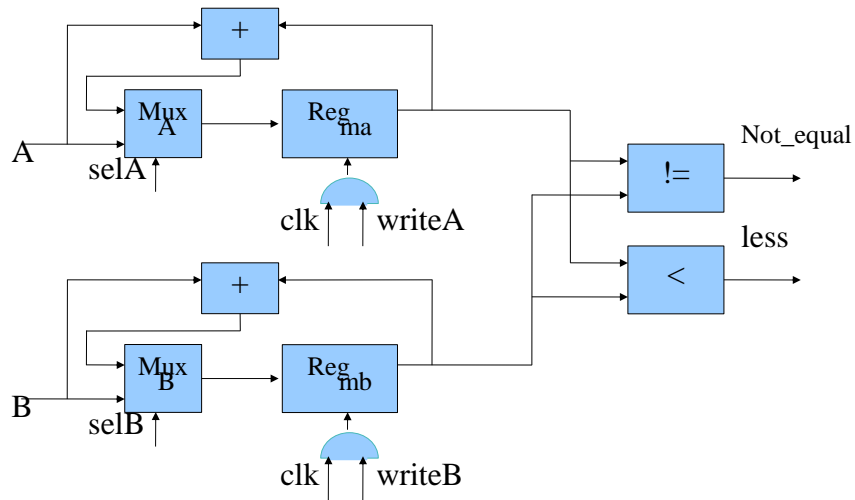 +
Mux
A
Reg
ma
A
selA
clk
writeA
!=
Not_equal
less
<
+
Mux
B
Reg
mb
B
selB
clk
writeB